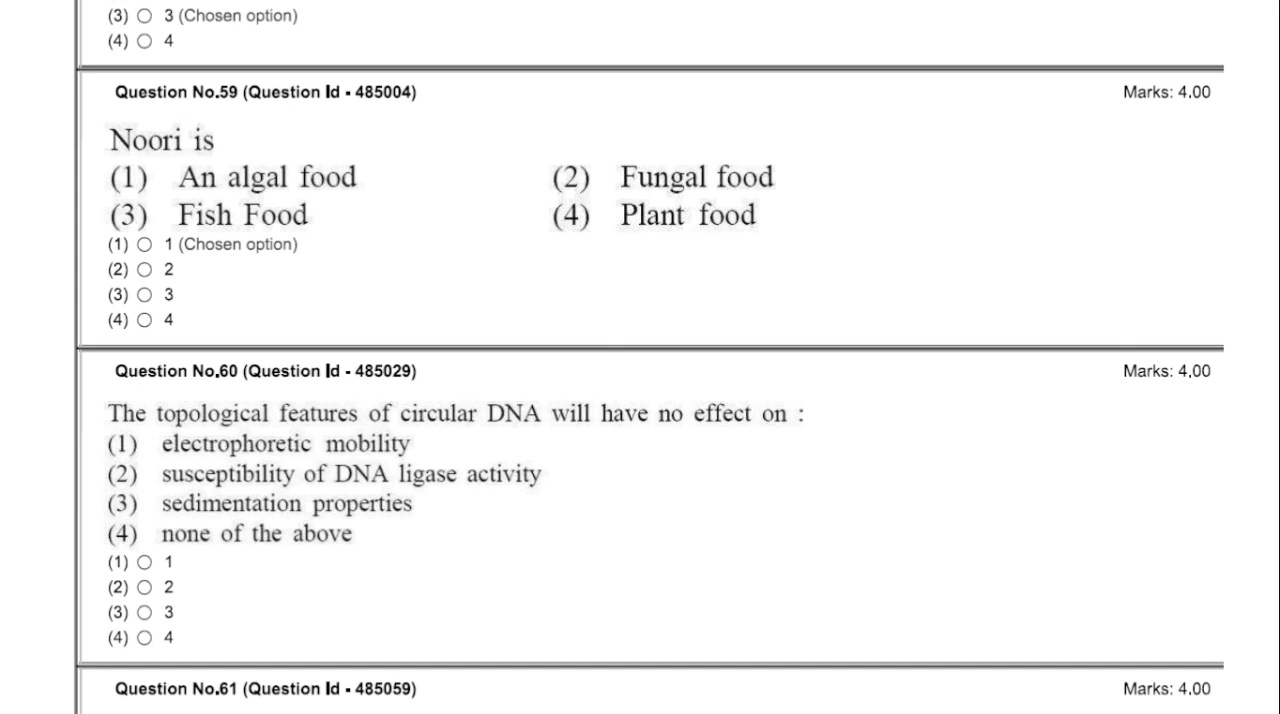 (3) 3 (Chosen option)
(4) 4
Question No.59 (Question Id - 485004) Marks: 4.00
Noori is
(1) An algal food (2) Fungal food
(3) Fish Food (4) Plant food
(1) 1 (Chosen option)
(2) 2
(3) 3
(4) 4
Question No.60 (Question Id - 485029) Marks: 4.00
The topological features of circular DNA will have no effect on :
(1) electrophoretic mobility
(2) susceptibility of DNA ligase activity
(3) sedimentation properties
(4) none of the above
(1) 1
(2) 2
(3) 3
(4) 4
Question No.61 (Question Id - 485059) Marks: 4.00